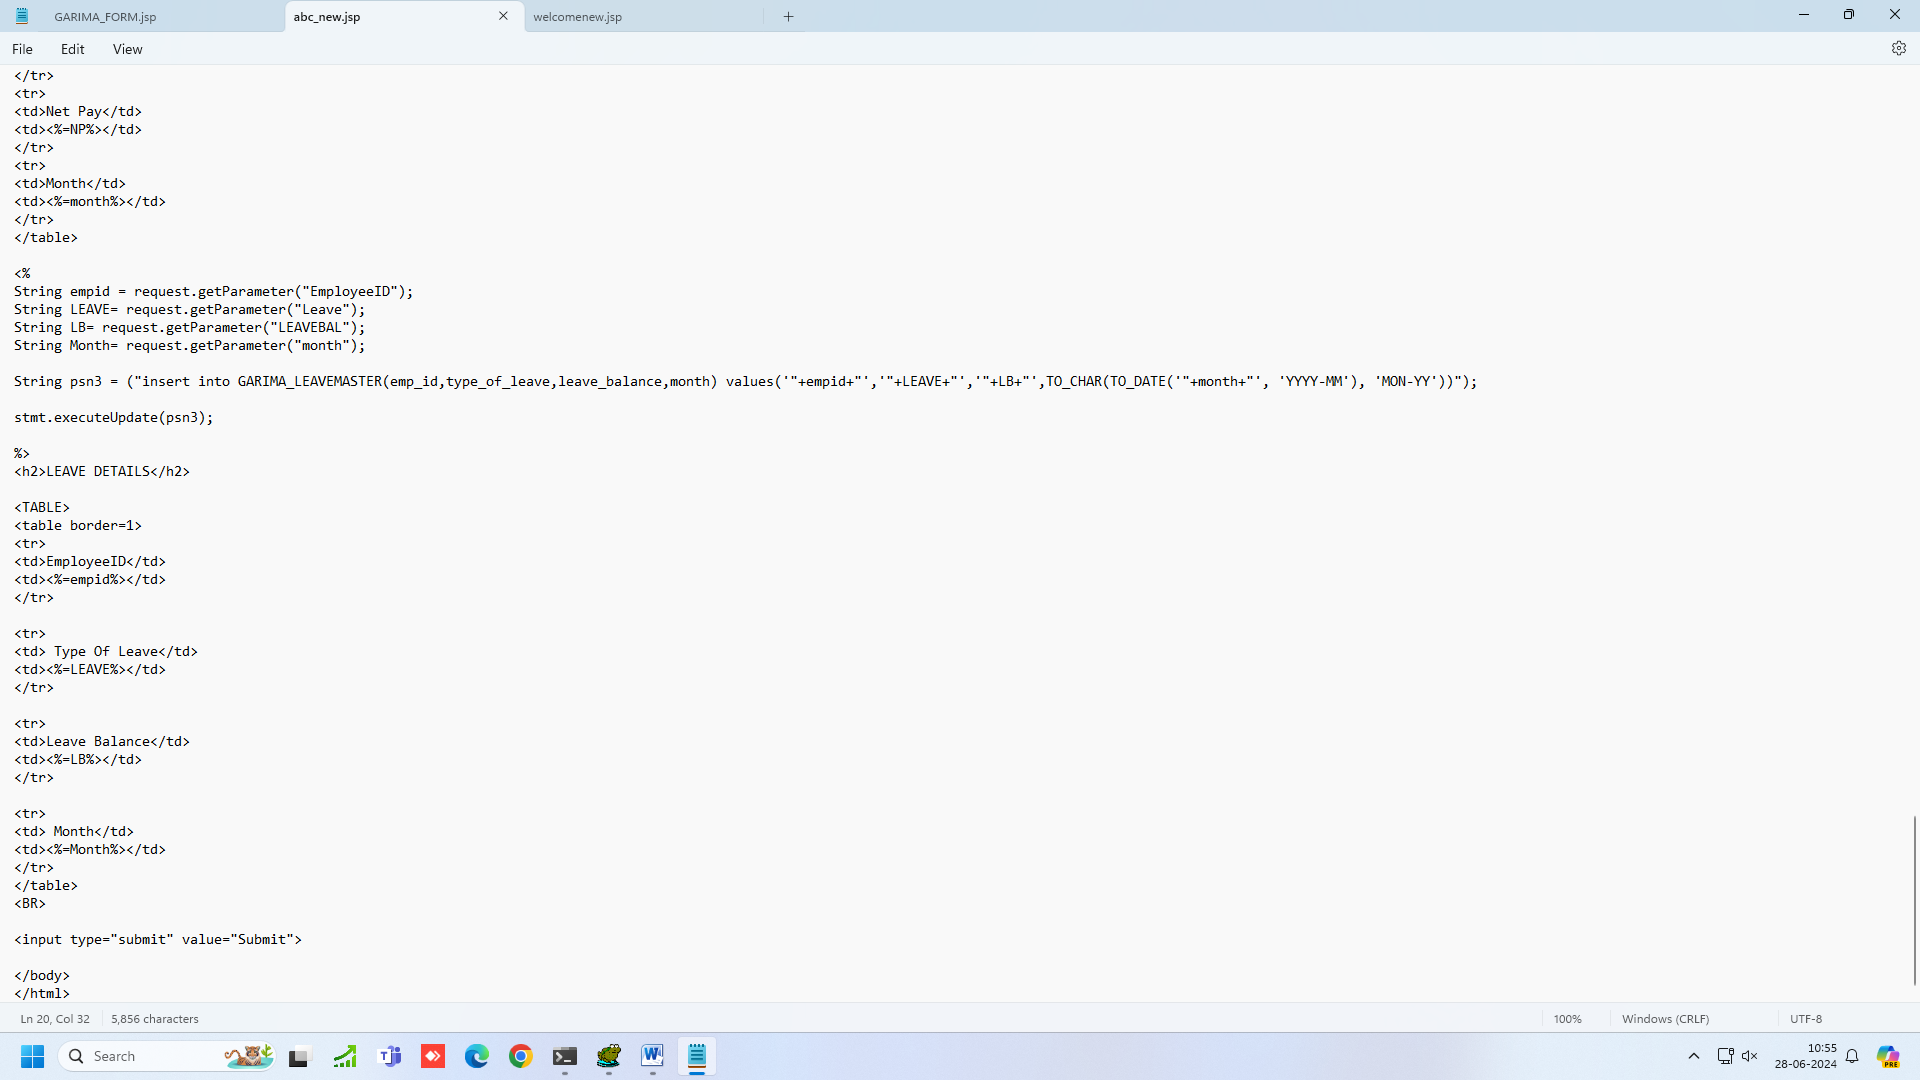 GARIMA_FORM.jsp
abc_new.jsp
welcomenew.jsp
File Edit View
</tr>
<tr>
<td>Net Pay</td>
<td><%=NP%></td>
</tr>
<tr>
<td>Month</td>
<td><%=month%></td>
</tr>
</table>
<%
String empid = request.getParameter("EmployeeID");
String LEAVE= request.getParameter("Leave");
String LB= request.getParameter("LEAVEBAL");
String Month= request.getParameter("month");
String psn3 = ("insert into GARIMA_LEAVEMASTER(emp_id,type_of_leave,leave_balance,month) values('"+empid+"','"+LEAVE+"','"+LB+"',TO_CHAR(TO_DATE('"+month+"', 'YYYY-MM'), 'MON-YY'))");
stmt.executeUpdate(psn3);
%>
<h2>LEAVE DETAILS</h2>
<TABLE>
<table border=1>
<tr>
<td>EmployeeID</td>
<td><%=empid%></td>
</tr>
<tr>
<td> Type Of Leave</td>
<td><%=LEAVE%></td>
</tr>
<tr>
<td>Leave Balance</td>
<td><%=LB%></td>
</tr>
<tr>
<td> Month</td>
<td><%=Month%></td>
</tr>
</table>
<BR>
<input type="submit" value="Submit">
</body>
</html>
Ln 20, Col 32 5,856 characters 100% Windows (CRLF) UTF-8
Search
10:55
28-06-2024
PRE